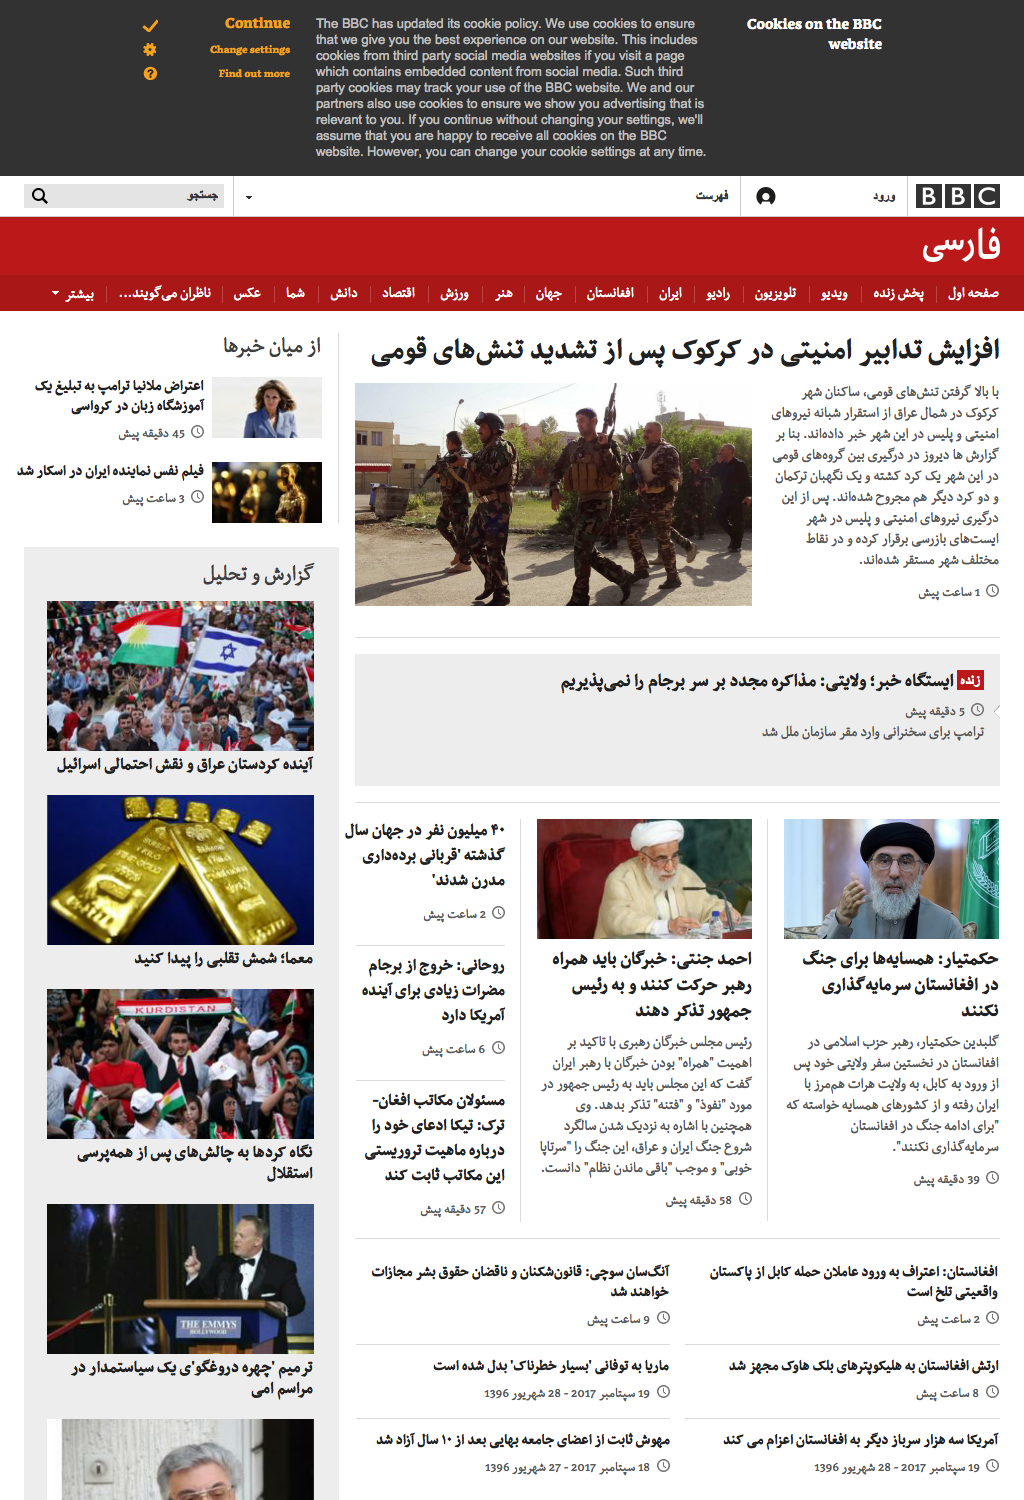 Cookies on the BBC
website
The BBC has updated its cookie policy. We use cookies to ensure
that we give you the best experience on our website. This includes
cookies from third party social media websites if you visit a page
which contains embedded content from social media. Such third
party cookies may track your use of the BBC website. We and our
partners also use cookies to ensure we show you advertising that is
relevant to you. If you continue without changing your settings, we'll
assume that you are happy to receive all cookies on the BBC
website. However, you can change your cookie settings at any time.
Continue
Change settings
Find out more
BBC
ورود
فهرست
جستجو
فارسی
صفحه اول
پخش زنده
ویدیو
تلویزیون
رادیو
ایران
افغانستان
جهان
هنر
ورزش
اقتصاد
دانش
شما
عکس
ناظران می‌گویند...
بیشتر
افزایش تدابیر امنیتی در کرکوک پس از تشدید تنش‌های قومی
با بالا گرفتن تنش‌های قومی، ساکنان شهر
کرکوک در شمال عراق از استقرار شبانه نیروهای
امنیتی و پلیس در این شهر خبر داده‌اند. بنا بر
گزارش ها دیروز در درگیری بین گروه‌های قومی
در این شهر یک کرد کشته و یک نگهبان ترکمان
و دو کرد دیگر هم مجروح شده‌اند. پس از این
درگیری نیروهای امنیتی و پلیس در شهر
ایست‌های بازرسی برقرار کرده و در نقاط
مختلف شهر مستقر شده‌اند.
1 ساعت پیش
زنده ایستگاه خبر؛ ولایتی: مذاکره مجدد بر سر برجام را نمی‌پذیریم
5 دقیقه پیش
ترامپ برای سخنرانی وارد مقر سازمان ملل شد
حکمتیار: همسایه‌ها برای جنگ
در افغانستان سرمایه‌گذاری
نکنند
گلبدین حکمتیار، رهبر حزب اسلامی در
افغانستان در نخستین سفر ولایتی خود پس
از ورود به کابل، به ولایت هرات هم‌مرز با
ایران رفته و از کشورهای همسایه خواسته که
"برای ادامه جنگ در افغانستان
سرمایه‌گذاری نکنند".
39 دقیقه پیش
احمد جنتی: خبرگان باید همراه
رهبر حرکت کنند و به رئیس
جمهور تذکر دهند
رئیس مجلس خبرگان رهبری با تاکید بر
اهمیت "همراه" بودن خبرگان با رهبر ایران
گفت که این مجلس باید به رئیس جمهور در
مورد "نفوذ" و "فتنه" تذکر بدهد. وی
همچنین با اشاره به نزدیک شدن سالگرد
شروع جنگ ایران و عراق، این جنگ را "سرتاپا
خوبی" و موجب "باقی ماندن نظام" دانست.
58 دقیقه پیش
۴۰ میلیون نفر در جهان سال
گذشته 'قربانی برده‌داری
مدرن شدند'
2 ساعت پیش
روحانی: خروج از برجام
مضرات زیادی برای آینده
آمریکا دارد
6 ساعت پیش
مسئولان مکاتب افغان-
ترک: تیکا ادعای خود را
درباره ماهیت تروریستی
این مکاتب ثابت کند
57 دقیقه پیش
افغانستان: اعتراف به ورود عاملان حمله کابل از پاکستان
واقعیتی تلخ است
2 ساعت پیش
آنگ‌سان سوچی: قانون‌شکنان و ناقضان حقوق بشر مجازات
خواهند شد
9 ساعت پیش
ارتش افغانستان به هلیکوپترهای بلک هاوک مجهز شد
8 ساعت پیش
ماریا به توفانی 'بسیار خطرناک' بدل شده است
19 سپتامبر 2017 - 28 شهریور 1396
آمریکا سه هزار سرباز دیگر به افغانستان اعزام می کند
19 سپتامبر 2017 - 28 شهریور 1396
مهوش ثابت از اعضای جامعه بهایی بعد از ۱۰ سال آزاد شد
18 سپتامبر 2017 - 27 شهریور 1396
از میان خبرها
اعتراض ملانیا ترامپ به تبلیغ یک
آموزشگاه زبان در کرواسی
45 دقیقه پیش
فیلم نفس نماینده ایران در اسکار شد
3 ساعت پیش
گزارش و تحلیل
آینده کردستان عراق و نقش احتمالی اسرائیل
معما؛ شمش تقلبی را پیدا کنید
KURDISTAN
نگاه کردها به چالش‌های پس از همه‌پرسی
استقلال
THE EMMYS
HOLLYWOOD
ترمیم 'چهره دروغگو'ی یک سیاستمدار در
مراسم امی